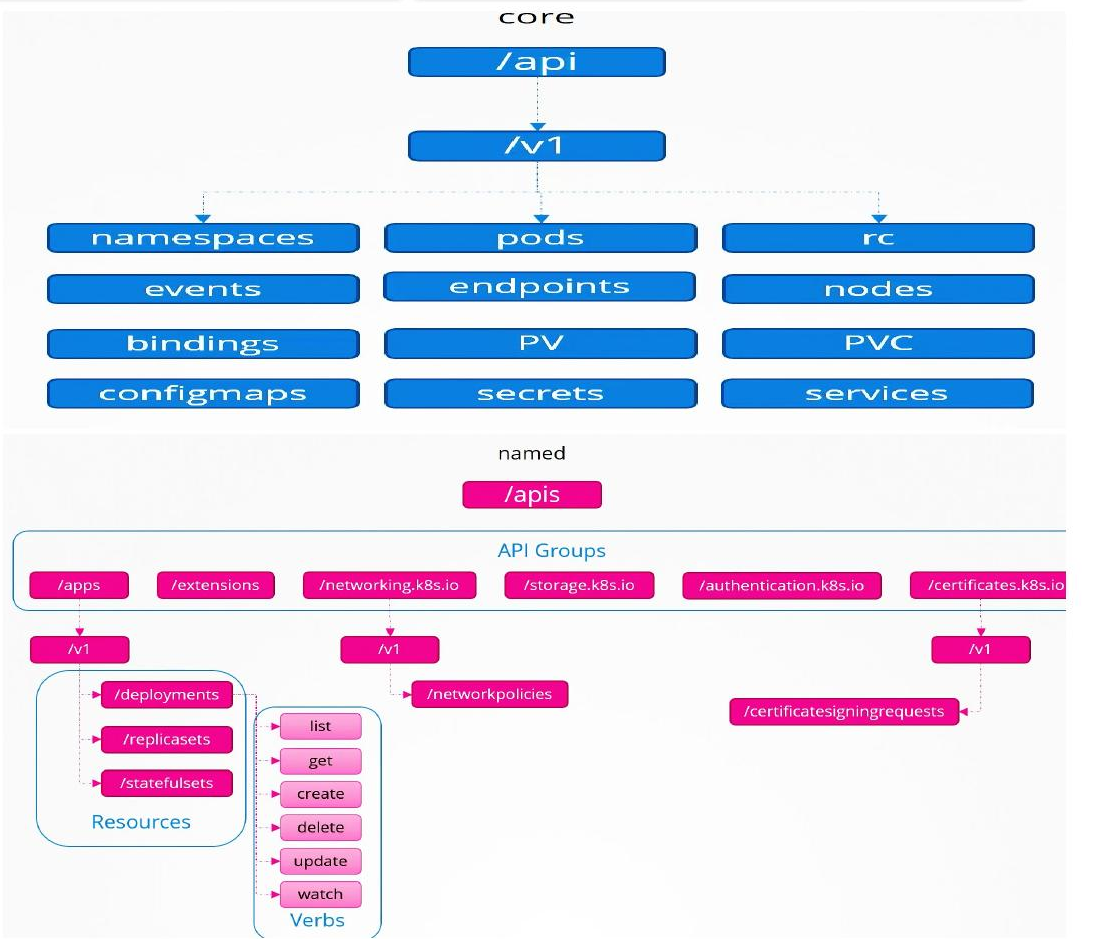 core
/api
/v1
namespaces pods rc
events endpoints nodes
bindings PV PVC
configmaps secrets services
named
/apis
API Groups
/apps /extensions /networking.k8s.io /storage.k8s.io /authentication.k8s.io /certificates.k8s.io
/v1 /v1 /v1
/deployments /networkpolicies
/certificatesigningrequests
list
/replicasets
get
/statefulsets
create
Resources
delete
update
watch
Verbs